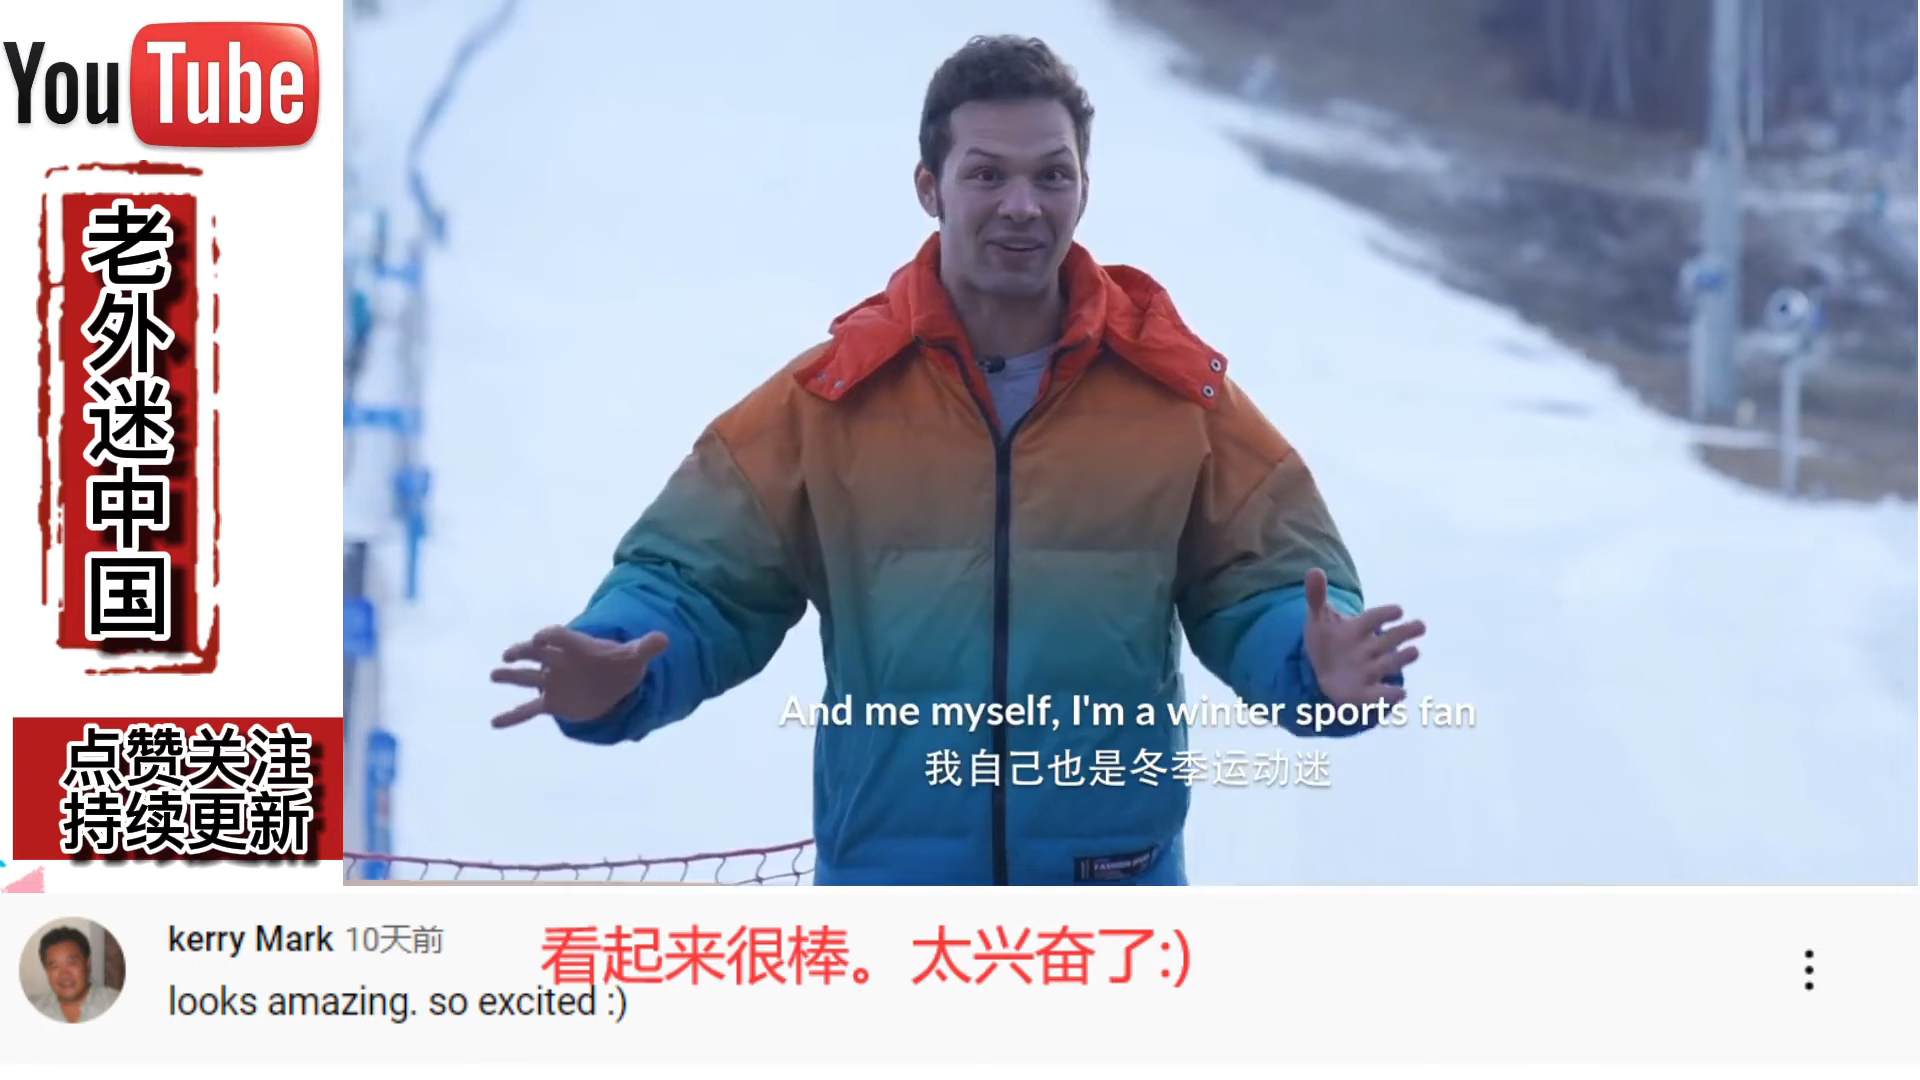 YouTube
老外迷中国
点赞关注
持续更新
And me myself, I'm a winter sports fan
我自己也是冬季运动迷
FASHION
kerry Mark 10天前
看起来很棒。太兴奋了:)
looks amazing. so excited :)